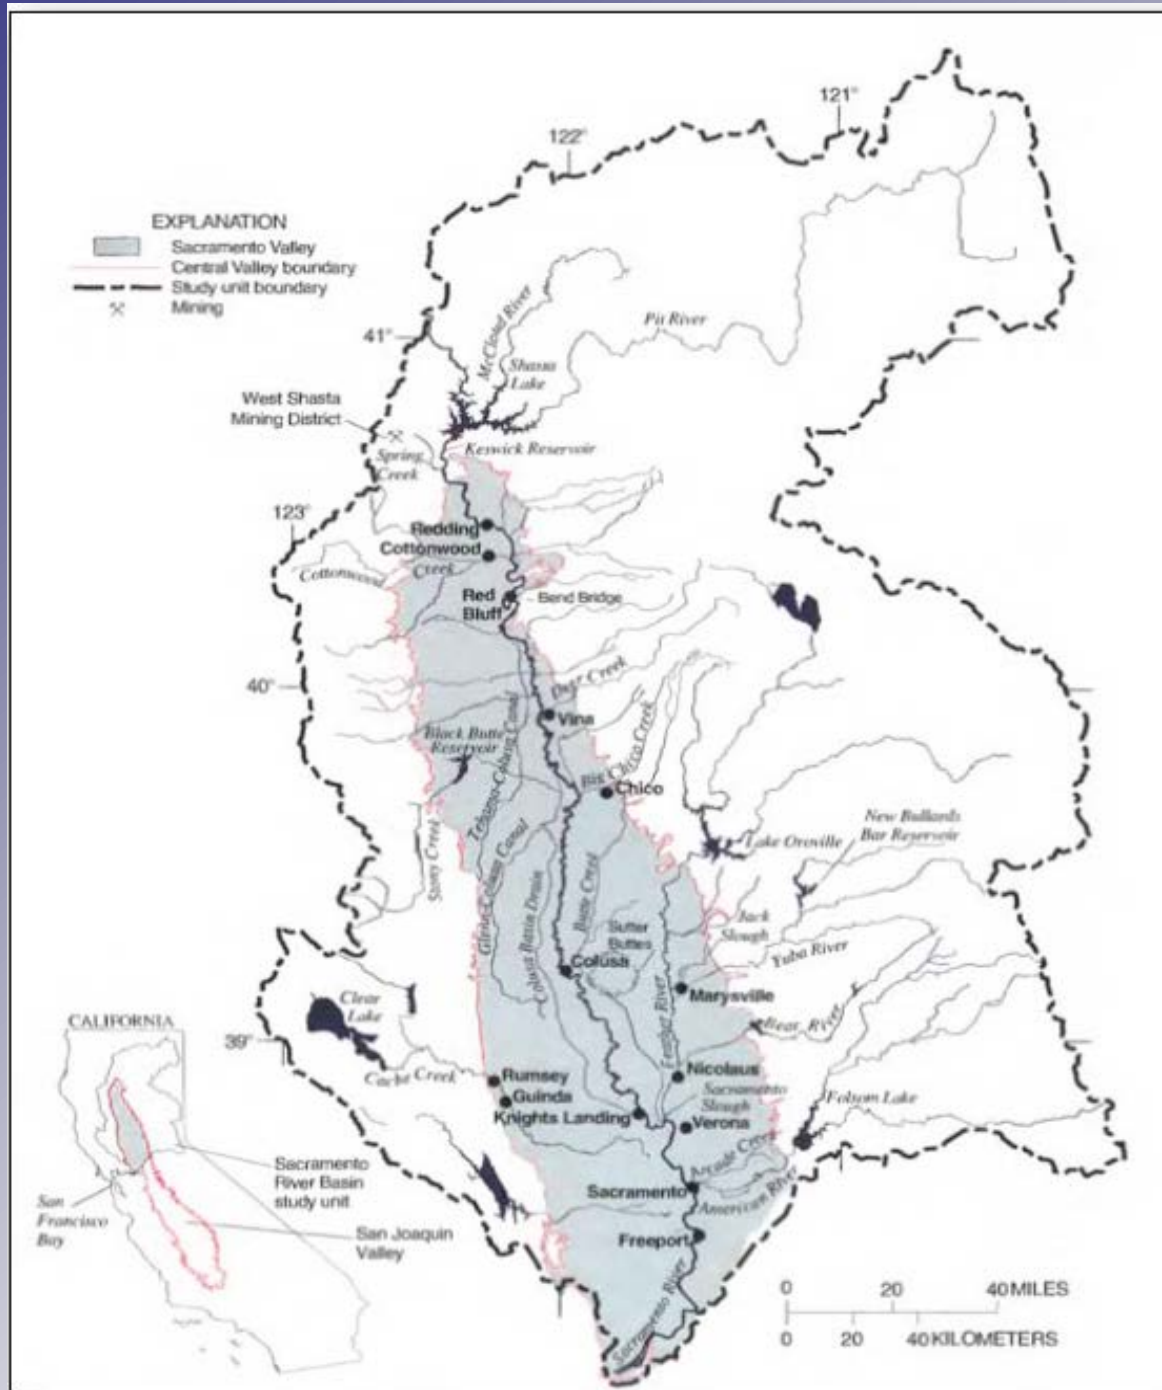 121°
122°
EXPLANATION
Sacramento Valley
Central Valley boundary
Study unit boundary
Mining
McCloud River
Pit River
41°
Shasta
Lake
West Shasta
Mining District
Keswick Reservoir
Spring
Creek
123°
Redding
Cottonwood
Cottonwood
Creek
Red
Bluff
Bend Bridge
40°
Deer Creek
Vina
Black Butte
Reservoir
Tehama-Colusa Canal
Big Chico Creek
Chico
New Bullards
Bar Reservoir
Lake Oroville
Stony Creek
Glenn-Colusa Canal
Colusa Basin Drain
Butte Creek
Sutter
Buttes
Jack
Slough
Yuba River
Colusa
Marysville
Feather River
Bear River
Clear
Lake
CALIFORNIA
39°
Cache Creek
Rumsey
Guinda
Knights Landing
Nicolaus
Sacramento
Slough
Verona
Folsom Lake
Arcade Creek
American River
Sacramento
Freeport
Sacramento River
Sacramento
River Basin
study unit
San
Francisco
Bay
San Joaquin
Valley
0 20 40 MILES
0 20 40 KILOMETERS